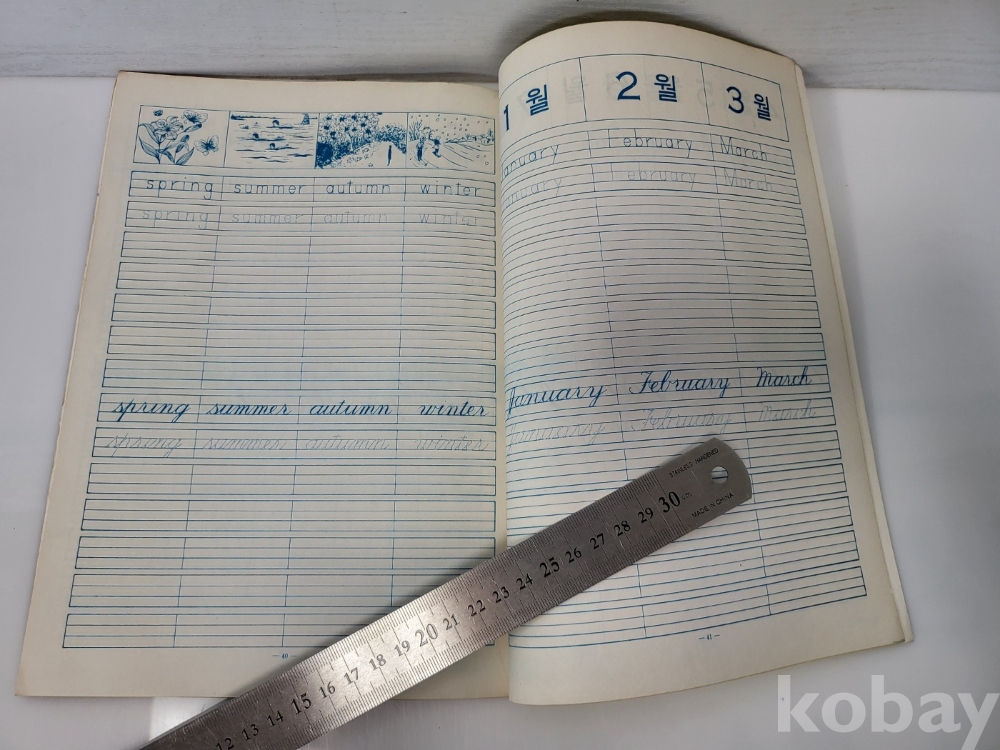 spring summer autumn winter
spring summer autumn winter
spring summer autumn winter
spring summer autumn winter
— 40 —
1월 2월 3월
anuary February March
anuary February March
January February March
January February March
— 41 —
STAINLESS HARDENED
MADE IN CHINA
12 13 14 15 16 17 18 19 20 21 22 23 24 25 26 27 28 29 30
kobay